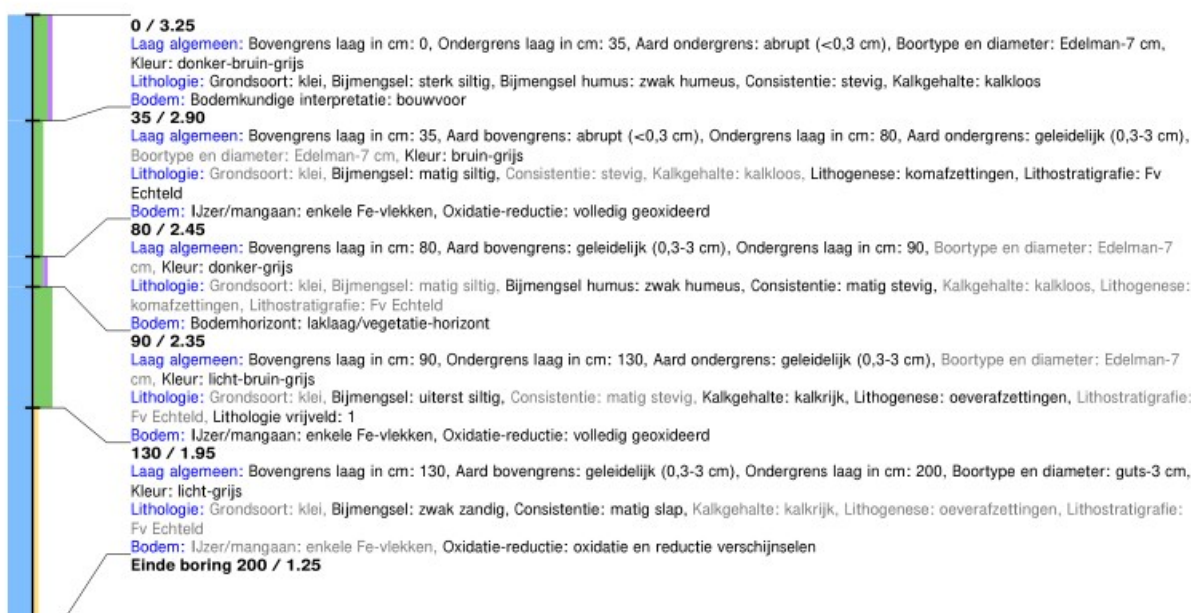 0 / 3.25
Laag algemeen: Bovengrens laag in cm: 0, Ondergrens laag in cm: 35, Aard ondergrens: abrupt (<0,3 cm), Boortype en diameter: Edelman-7 cm,
Kleur: donker-bruin-grijs
Lithologie: Grondsoort: klei, Bijmengsel: sterk siltig, Bijmengsel humus: zwak humeus, Consistentie: stevig, Kalkgehalte: kalkloos
Bodem: Bodemkundige interpretatie: bouwvoor
35 / 2.90
Laag algemeen: Bovengrens laag in cm: 35, Aard bovengrens: abrupt (<0,3 cm), Ondergrens laag in cm: 80, Aard ondergrens: geleidelijk (0,3-3 cm),
Boortype en diameter: Edelman-7 cm, Kleur: bruin-grijs
Lithologie: Grondsoort: klei, Bijmengsel: matig siltig, Consistentie: stevig, Kalkgehalte: kalkloos, Lithogenese: komafzettingen, Lithostratigrafie: Fv
Echteld
Bodem: IJzer/mangaan: enkele Fe-vlekken, Oxidatie-reductie: volledig geoxideerd
80 / 2.45
Laag algemeen: Bovengrens laag in cm: 80, Aard bovengrens: geleidelijk (0,3-3 cm), Ondergrens laag in cm: 90, Boortype en diameter: Edelman-7
cm, Kleur: donker-grijs
Lithologie: Grondsoort: klei, Bijmengsel: matig siltig, Bijmengsel humus: zwak humeus, Consistentie: matig stevig, Kalkgehalte: kalkloos, Lithogenese:
komafzettingen, Lithostratigrafie: Fv Echteld
Bodem: Bodemhorizont: laklaag/vegetatie-horizont
90 / 2.35
Laag algemeen: Bovengrens laag in cm: 90, Ondergrens laag in cm: 130, Aard ondergrens: geleidelijk (0,3-3 cm), Boortype en diameter: Edelman-7
cm, Kleur: licht-bruin-grijs
Lithologie: Grondsoort: klei, Bijmengsel: uiterst siltig, Consistentie: matig stevig, Kalkgehalte: kalkrijk, Lithogenese: oeverafzettingen, Lithostratigrafie:
Fv Echteld, Lithologie vrijveld: 1
Bodem: IJzer/mangaan: enkele Fe-vlekken, Oxidatie-reductie: volledig geoxideerd
130 / 1.95
Laag algemeen: Bovengrens laag in cm: 130, Aard bovengrens: geleidelijk (0,3-3 cm), Ondergrens laag in cm: 200, Boortype en diameter: guts-3 cm,
Kleur: licht-grijs
Lithologie: Grondsoort: klei, Bijmengsel: zwak zandig, Consistentie: matig slap, Kalkgehalte: kalkrijk, Lithogenese: oeverafzettingen, Lithostratigrafie:
Fv Echteld
Bodem: IJzer/mangaan: enkele Fe-vlekken, Oxidatie-reductie: oxidatie en reductie verschijnselen
Einde boring 200 / 1.25